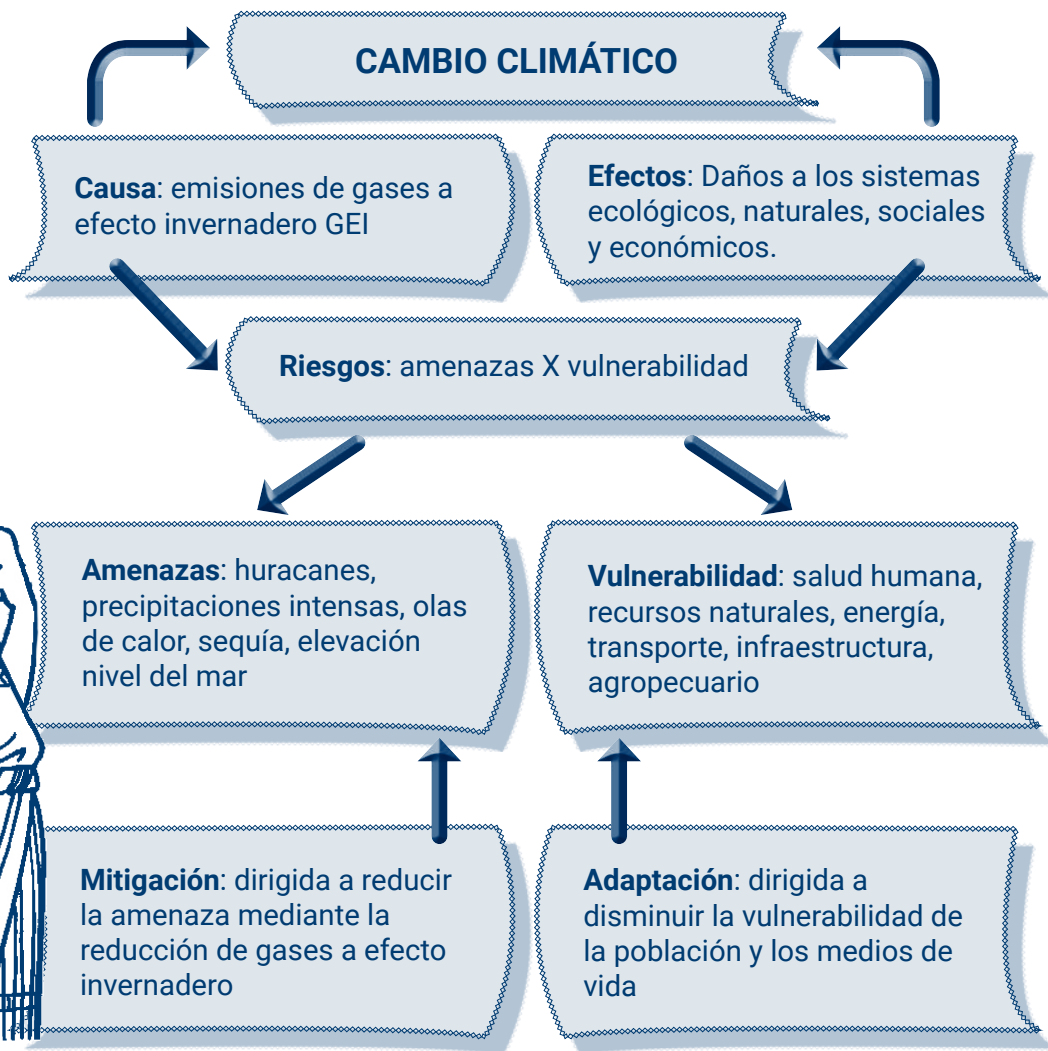 CAMBIO CLIMÁTICO
Causa: emisiones de gases a
efecto invernadero GEI
Efectos: Daños a los sistemas
ecológicos, naturales, sociales
y económicos.
Riesgos: amenazas X vulnerabilidad
Amenazas: huracanes,
precipitaciones intensas, olas
de calor, sequía, elevación
nivel del mar
Vulnerabilidad: salud humana,
recursos naturales, energía,
transporte, infraestructura,
agropecuario
Mitigación: dirigida a reducir
la amenaza mediante la
reducción de gases a efecto
invernadero
Adaptación: dirigida a
disminuir la vulnerabilidad de
la población y los medios de
vida